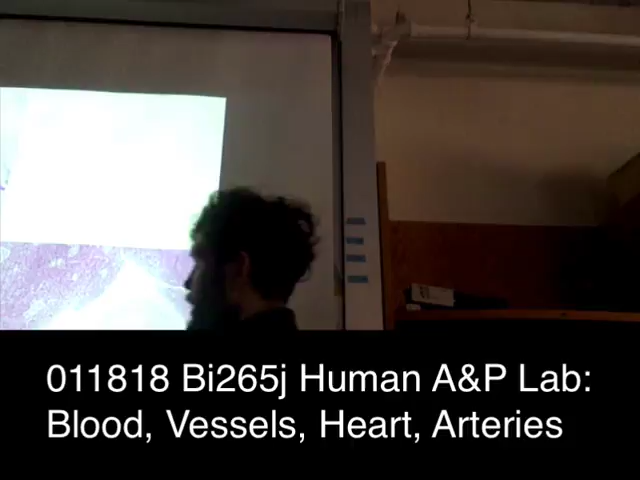 011818 Bi265j Human A&P Lab:
Blood, Vessels, Heart, Arteries